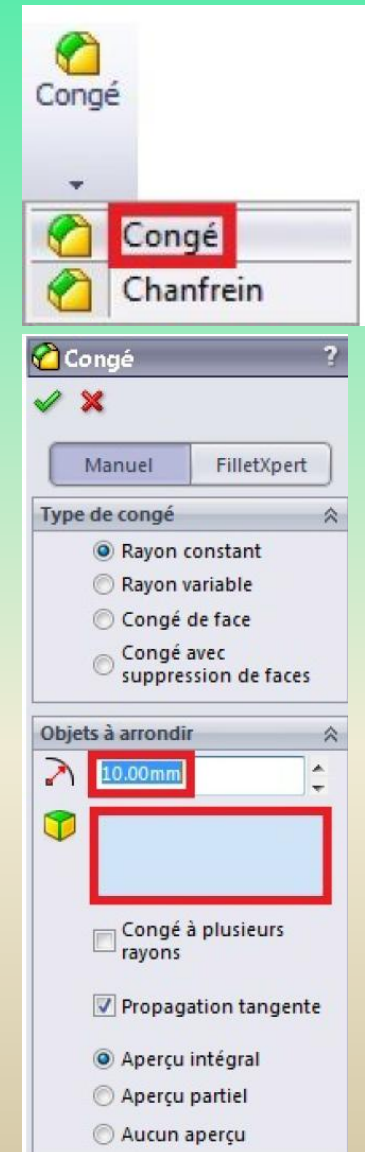 Congé
Congé
Chanfrein
Congé ?
Manuel FilletXpert
Type de congé
Rayon constant
Rayon variable
Congé de face
Congé avec
suppression de faces
Objets à arrondir
10.00mm
Congé à plusieurs
rayons
Propagation tangente
Aperçu intégral
Aperçu partiel
Aucun aperçu